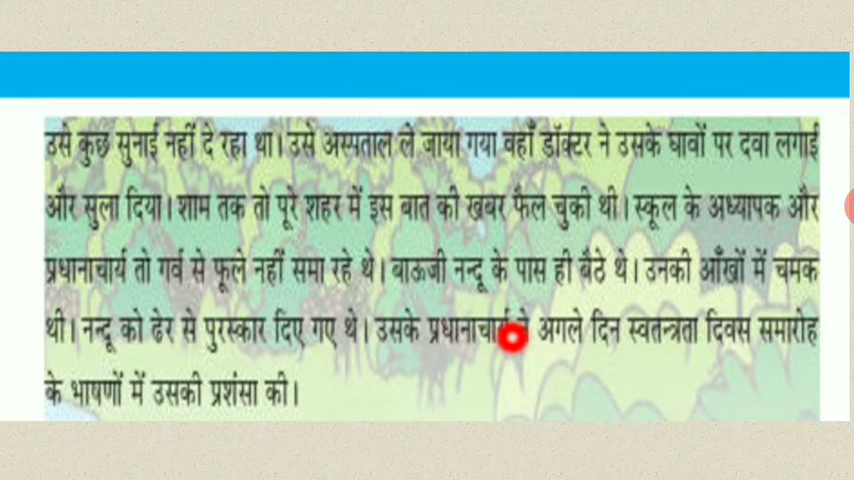 उसे कुछ सुनाई नहीं दे रहा था। उसे अस्पताल ले जाया गया वहाँ डॉक्टर ने उसके घावों पर दवा लगाई
और सुला दिया। शाम तक तो पूरे शहर में इस बात की खबर फैल चुकी थी। स्कूल के अध्यापक और
प्रधानाचार्य तो गर्व से फूले नहीं समा रहे थे। बाऊजी नन्दू के पास ही बैठे थे। उनकी आँखों में चमक
थी। नन्दू को ढेर से पुरस्कार दिए गए थे। उसके प्रधानाचार्य ने अगले दिन स्वतन्त्रता दिवस समारोह
के भाषणों में उसकी प्रशंसा की।